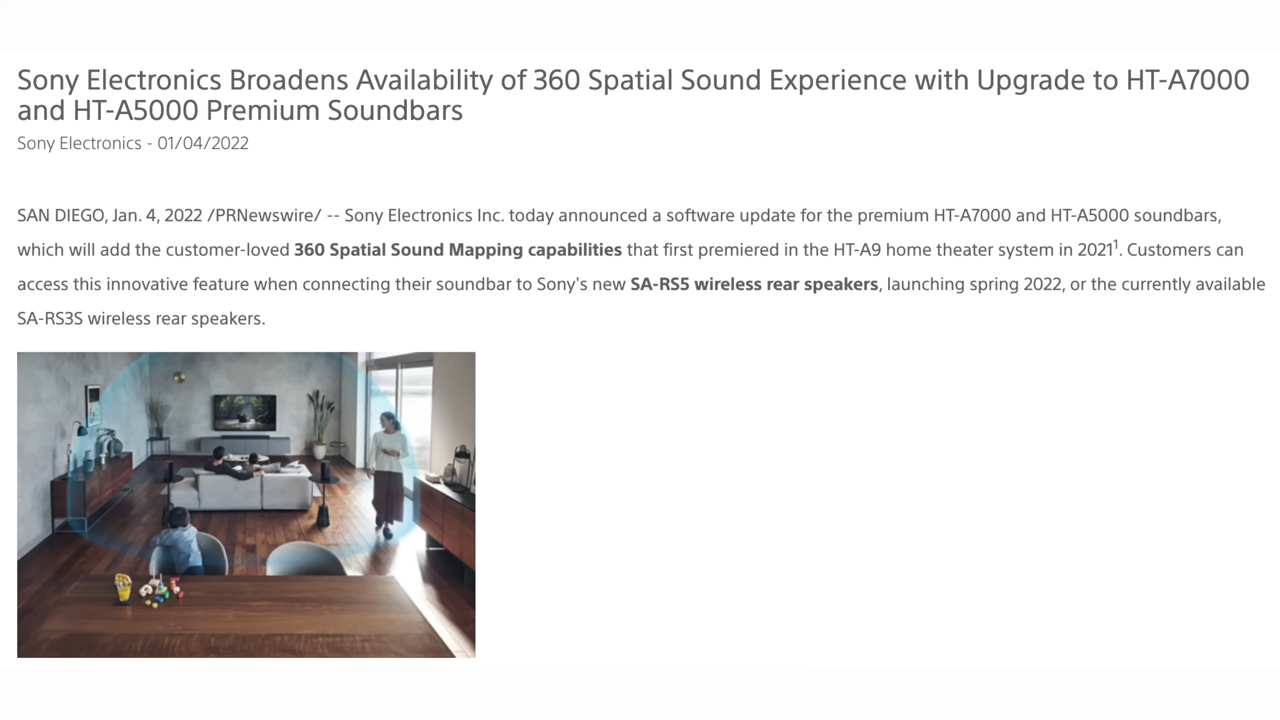 Sony Electronics Broadens Availability of 360 Spatial Sound Experience with Upgrade to HT-A7000
and HT-A5000 Premium Soundbars
Sony Electronics - 01/04/2022
SAN DIEGO, Jan. 4, 2022 /PRNewswire/ -- Sony Electronics Inc. today announced a software update for the premium HT-A7000 and HT-A5000 soundbars,
which will add the customer-loved 360 Spatial Sound Mapping capabilities that first premiered in the HT-A9 home theater system in 2021¹. Customers can
access this innovative feature when connecting their soundbar to Sony's new SA-RS5 wireless rear speakers, launching spring 2022, or the currently available
SA-RS3S wireless rear speakers.